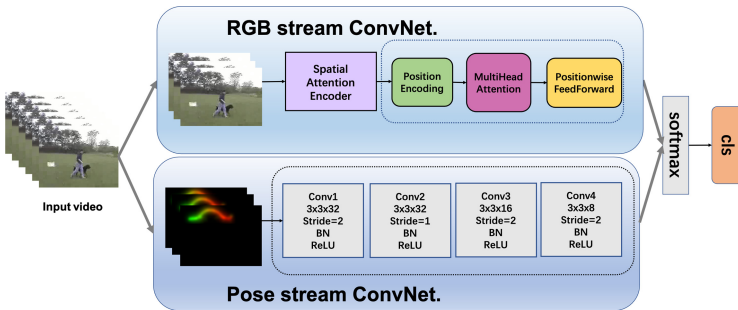 RGB stream ConvNet.
Spatial
Attention
Encoder
Position
Encoding
MultiHead
Attention
Positionwise
FeedForward
Input video
softmax
cls
Conv1
3x3x32
Stride=2
BN
ReLU
Conv2
3x3x32
Stride=1
BN
ReLU
Conv3
3x3x16
Stride=2
BN
ReLU
Conv4
3x3x8
Stride=2
BN
ReLU
Pose stream ConvNet.